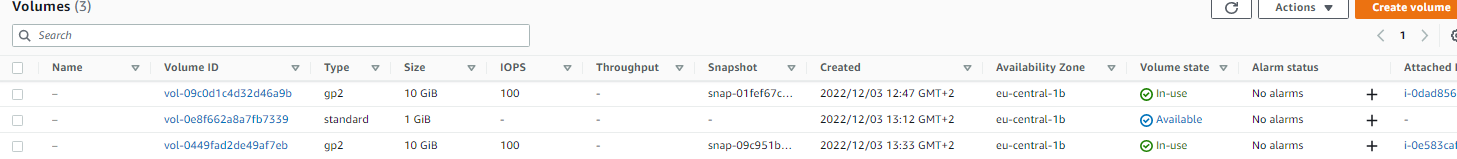 Volumes (3) Actions Create volume
Search 1
Name Volume ID Type Size IOPS Throughput Snapshot Created Availability Zone Volume state Alarm status Attached
– vol-09c0d1c4d32d46a9b gp2 10 GiB 100 - snap-01fef67c... 2022/12/03 12:47 GMT+2 eu-central-1b In-use No alarms + i-0dad856
– vol-0e8f662a8a7fb7339 standard 1 GiB - - - 2022/12/03 13:12 GMT+2 eu-central-1b Available No alarms + -
– vol-0449fad2de49af7eb gp2 10 GiB 100 - snap-09c951b... 2022/12/03 13:33 GMT+2 eu-central-1b In-use No alarms + i-0e583caf